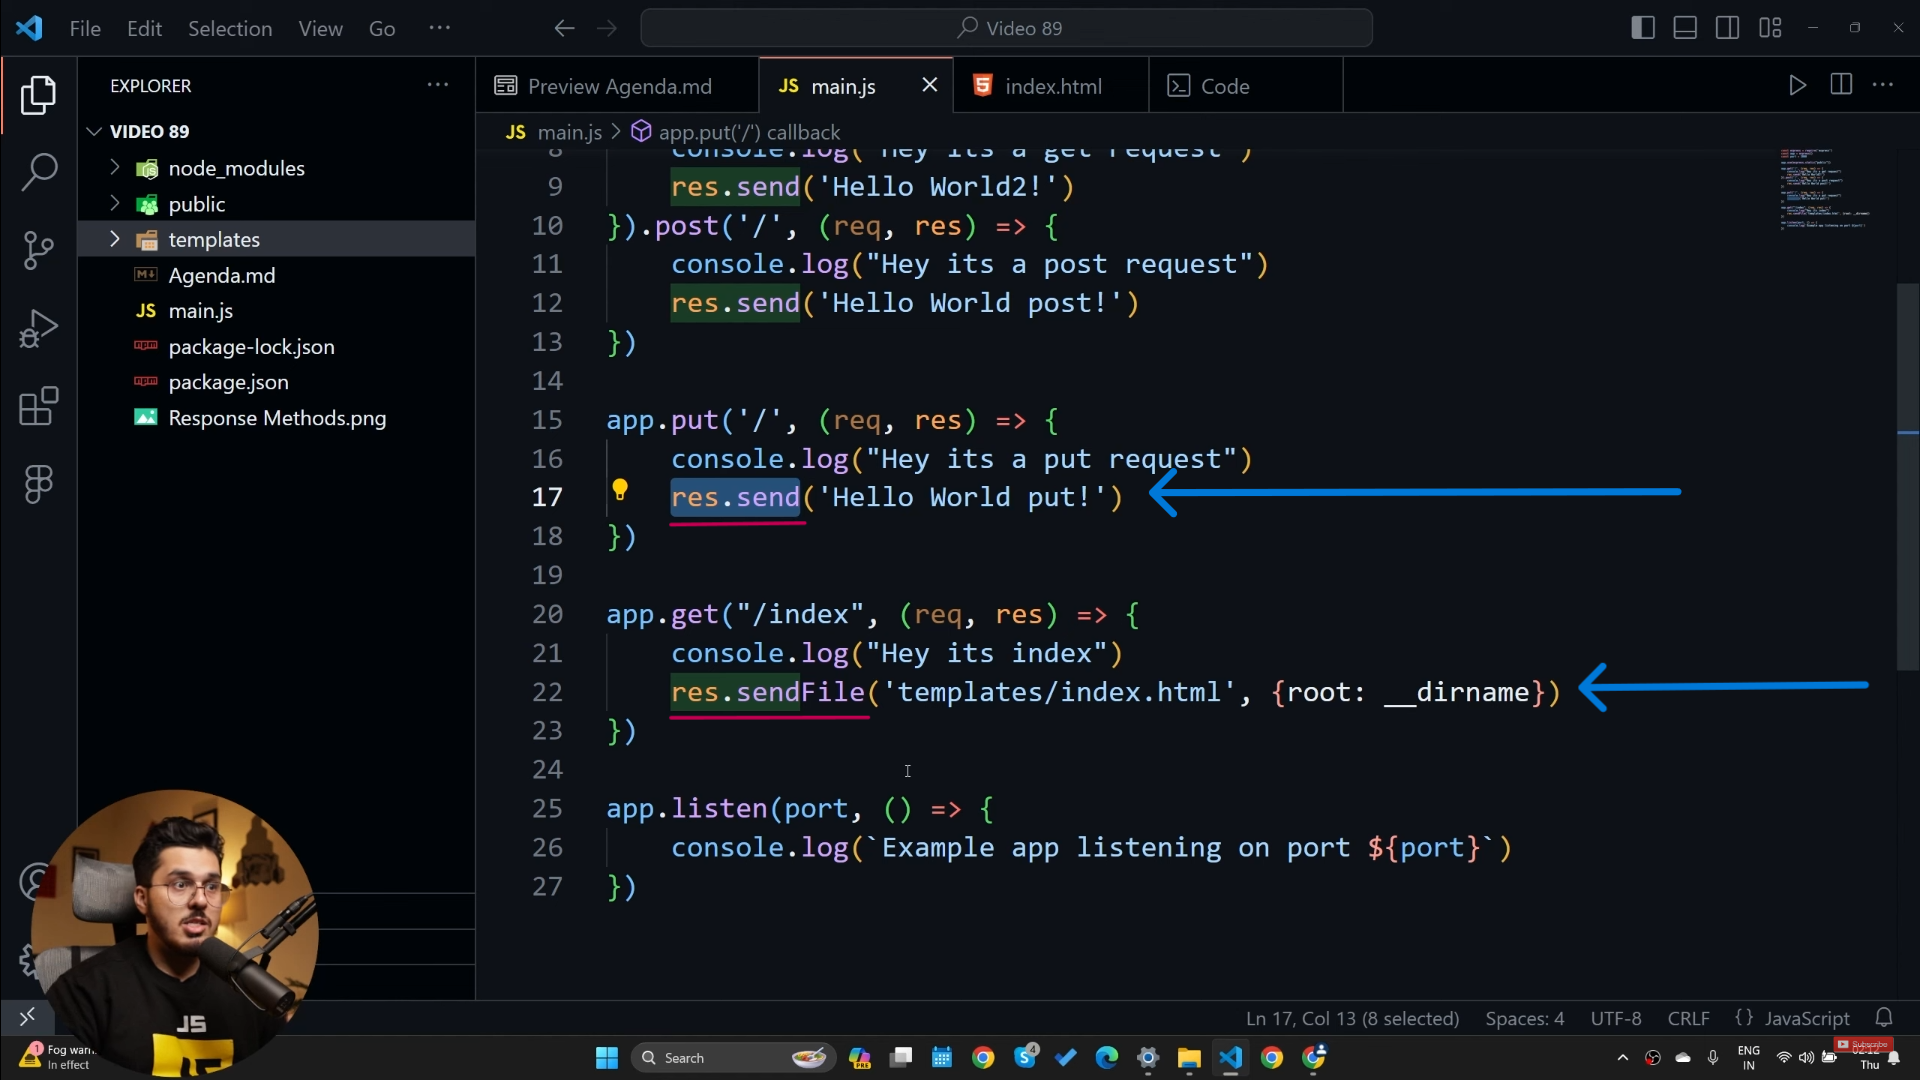 File Edit Selection View Go ···
Video 89
EXPLORER ···
Preview Agenda.md
JS main.js
index.html
Code
VIDEO 89
JS main.js > app.put('/') callback
node_modules
public
templates
Agenda.md
JS main.js
package-lock.json
package.json
Response Methods.png
8 console.log("Hey its a get request")
9 res.send('Hello World2!')
10 }).post('/', (req, res) => {
11 console.log("Hey its a post request")
12 res.send('Hello World post!')
13 })
14
15 app.put('/', (req, res) => {
16 console.log("Hey its a put request")
17 res.send('Hello World put!')
18 })
19
20 app.get("/index", (req, res) => {
21 console.log("Hey its index")
22 res.sendFile('templates/index.html', {root: __dirname})
23 })
24
25 app.listen(port, () => {
26 console.log(`Example app listening on port ${port}`)
27 })
JS
Ln 17, Col 13 (8 selected) Spaces: 4 UTF-8 CRLF {} JavaScript
1 Fog warn
In effect
Search
PRE
4
ENG
IN
Subscribe
02:12
Thu